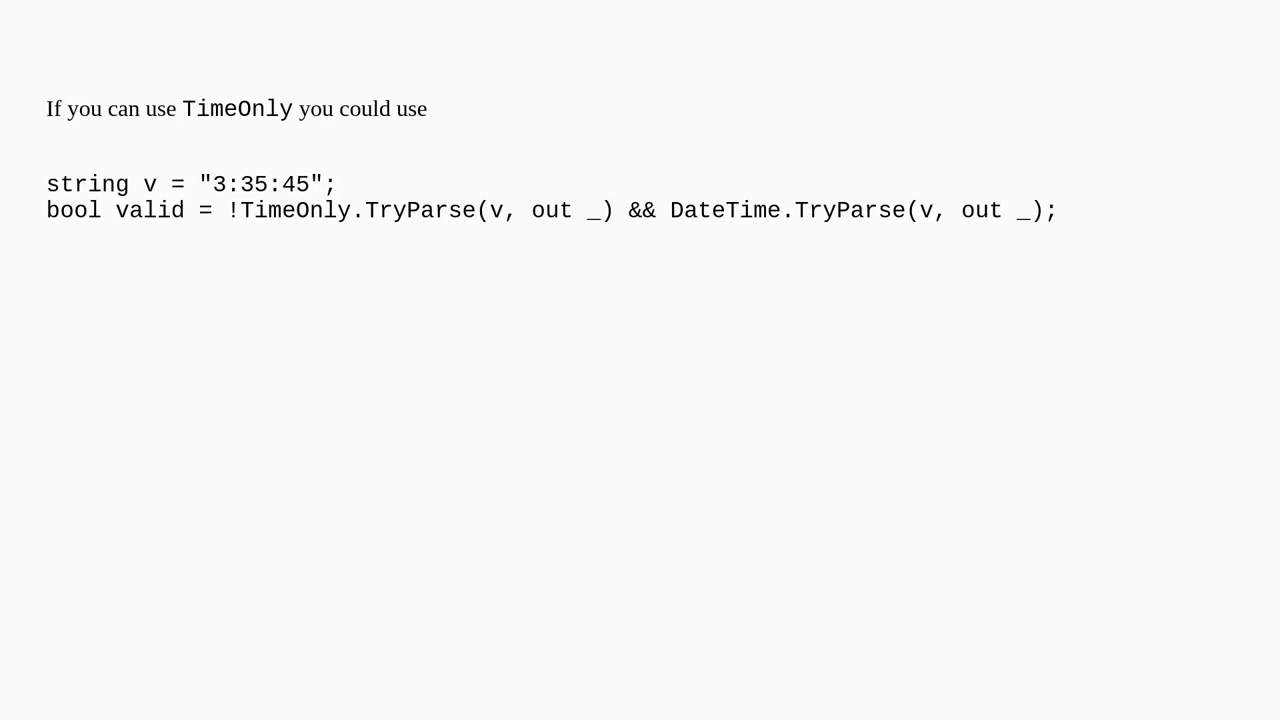 If you can use TimeOnly you could use
string v = "3:35:45";
bool valid = !TimeOnly.TryParse(v, out _) && DateTime.TryParse(v, out _);